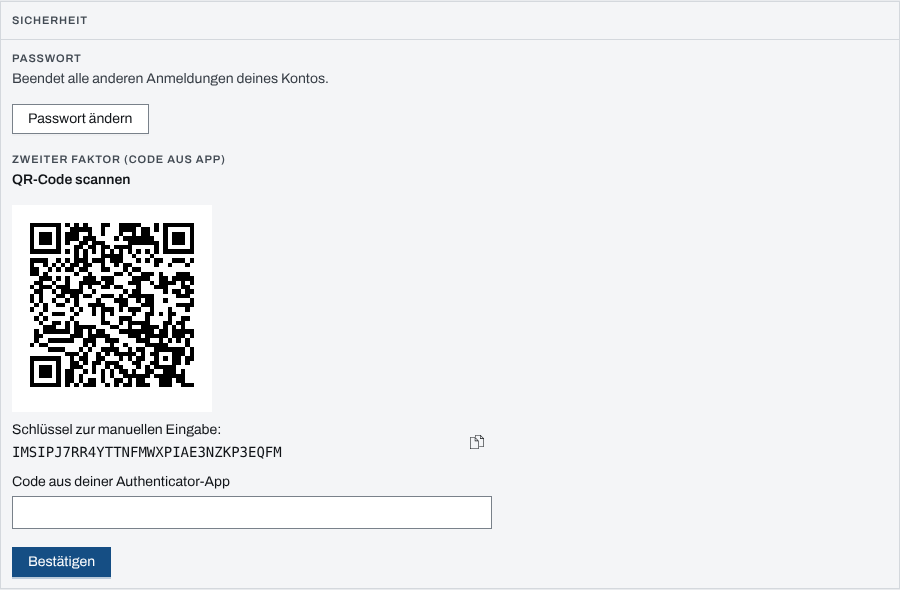 SICHERHEIT
PASSWORT
Beendet alle anderen Anmeldungen deines Kontos.
Passwort ändern
ZWEITER FAKTOR (CODE AUS APP)
QR-Code scannen
Schlüssel zur manuellen Eingabe:
IMSIPJ7RR4YTTNFMWXPIAE3NZKP3EQFM
Code aus deiner Authenticator-App
Bestätigen